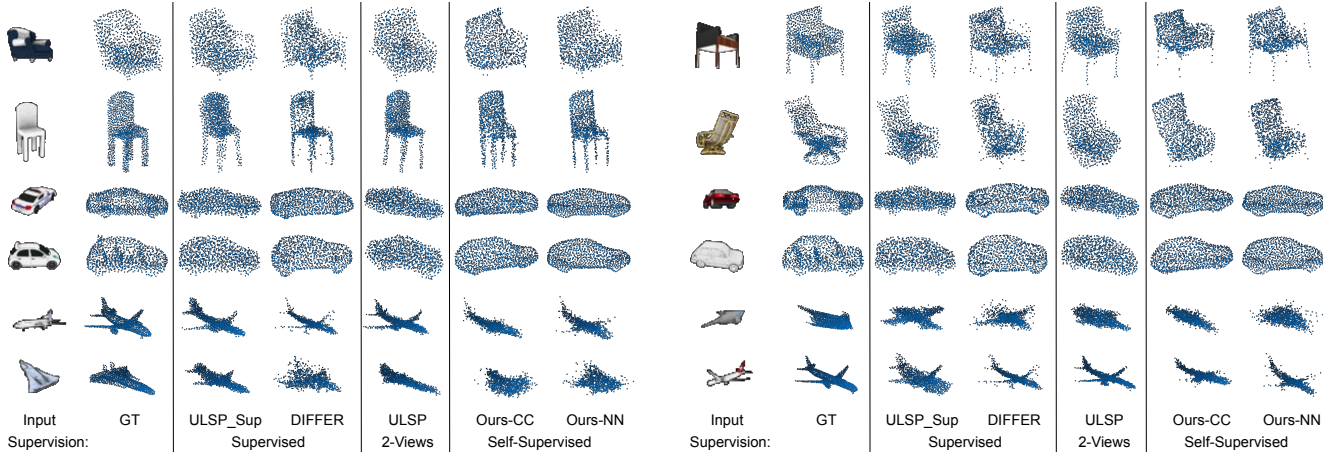 Input GT ULSP_Sup DIFFER ULSP Ours-CC Ours-NN Input GT ULSP_Sup DIFFER ULSP Ours-CC Ours-NN
Supervision: Supervised 2-Views Self-Supervised Supervision: Supervised 2-Views Self-Supervised